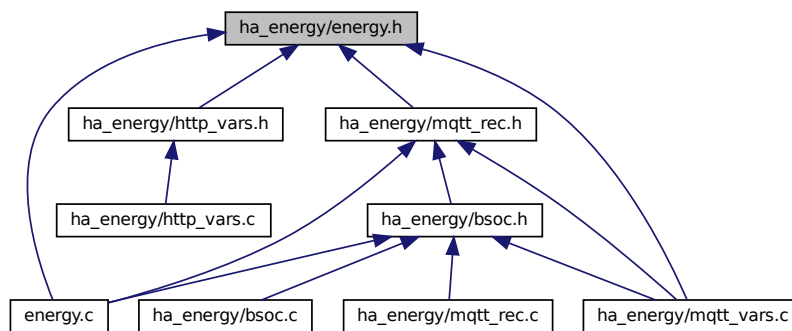 ha_energy/energy.h
ha_energy/http_vars.h
ha_energy/mqtt_rec.h
ha_energy/http_vars.c
ha_energy/bsoc.h
energy.c
ha_energy/bsoc.c
ha_energy/mqtt_rec.c
ha_energy/mqtt_vars.c